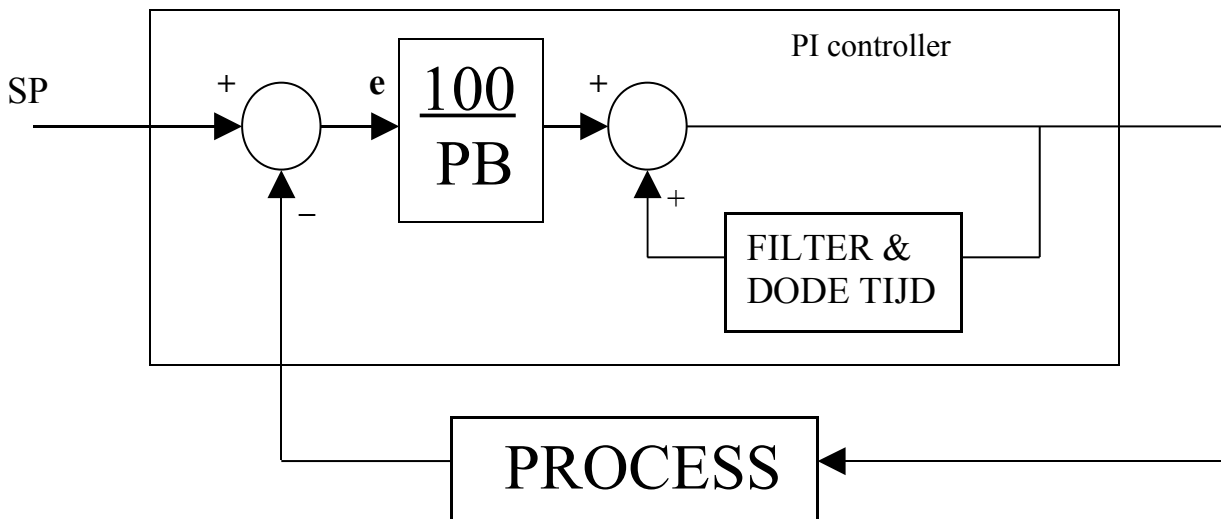 PI controller
SP
+
e
100
PB
+
–
+
FILTER &
DODE TIJD
PROCESS